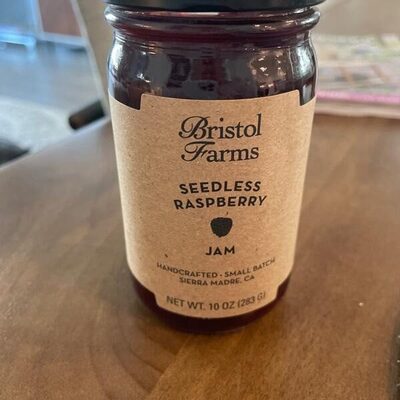 Bristol
Farms
SEEDLESS
RASPBERRY
JAM
HANDCRAFTED • SMALL BATCH
SIERRA MADRE, CA
NET WT. 10 OZ (283 G)